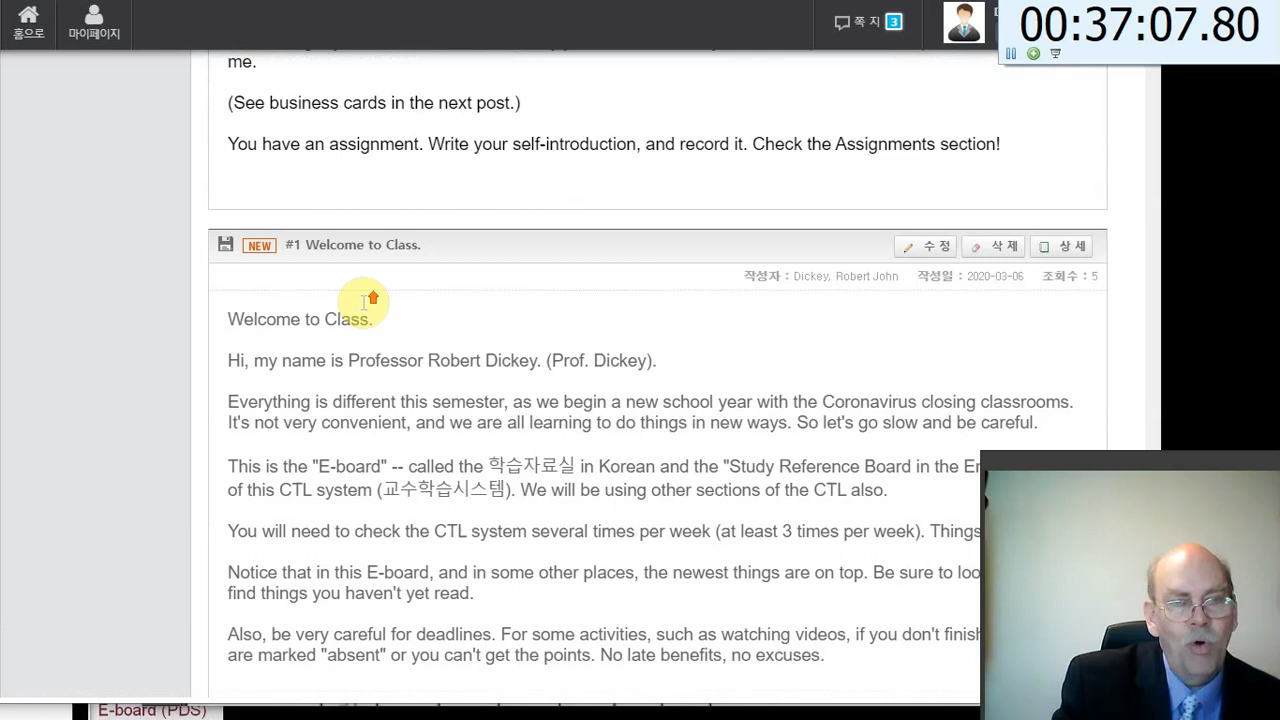 홈으로
마이페이지
쪽 지 3
00:37:07.80
me.
(See business cards in the next post.)
You have an assignment. Write your self-introduction, and record it. Check the Assignments section!
NEW #1 Welcome to Class.
수 정
삭 제
상 세
작성자 : Dickey, Robert John 작성일 : 2020-03-06 조회수 : 5
Welcome to Class.
Hi, my name is Professor Robert Dickey. (Prof. Dickey).
Everything is different this semester, as we begin a new school year with the Coronavirus closing classrooms.
It's not very convenient, and we are all learning to do things in new ways. So let's go slow and be careful.
This is the "E-board" -- called the 학습자료실 in Korean and the "Study Reference Board in the En
of this CTL system (교수학습시스템). We will be using other sections of the CTL also.
You will need to check the CTL system several times per week (at least 3 times per week). Things
Notice that in this E-board, and in some other places, the newest things are on top. Be sure to loo
find things you haven't yet read.
Also, be very careful for deadlines. For some activities, such as watching videos, if you don't finish
are marked "absent" or you can't get the points. No late benefits, no excuses.
E-board (PDS)